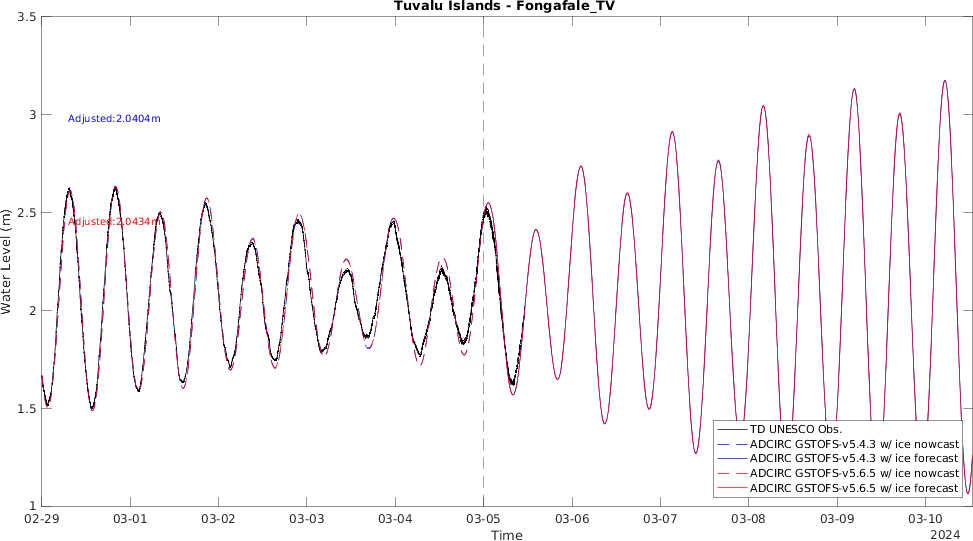 Tuvalu Islands - Fongafale_TV
3.5
3
2.5
2
1.5
1
Water Level (m)
Adjusted:2.0404m
Adjusted:2.0434m
TD UNESCO Obs.
ADCIRC GSTOFS-v5.4.3 w/ ice nowcast
ADCIRC GSTOFS-v5.4.3 w/ ice forecast
ADCIRC GSTOFS-v5.6.5 w/ ice nowcast
ADCIRC GSTOFS-v5.6.5 w/ ice forecast
02-29 03-01 03-02 03-03 03-04 03-05 03-06 03-07 03-08 03-09 03-10
Time
2024